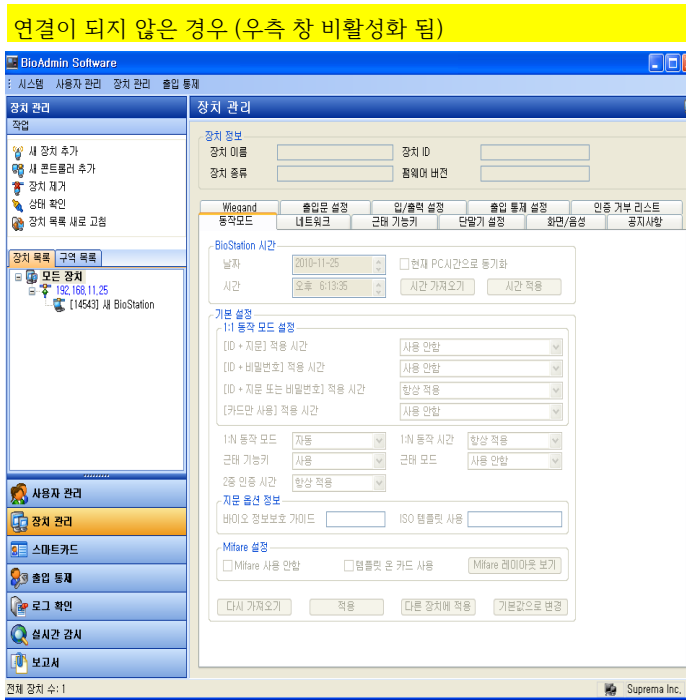 연결이 되지 않은 경우 (우측 창 비활성화 됨)
BioAdmin Software
시스템 사용자 관리 장치 관리 출입 통제
장치 관리
작업
새 장치 추가
새 콘트롤러 추가
장치 제거
상태 확인
장치 목록 새로 고침
장치 목록 구역 목록
모든 장치
192,168,11,25
[14543] 새 BioStation
사용자 관리
장치 관리
스마트카드
출입 통제
로그 확인
실시간 감시
보고서
장치 관리
장치 정보
장치 이름 장치 ID
장치 종류 펌웨어 버전
Wiegand 출입문 설정 입/출력 설정 출입 통제 설정 인증 거부 리스트
동작모드 네트워크 근태 기능키 단말기 설정 화면/음성 공지사항
BioStation 시간
날자 2010-11-25 현재 PC시간으로 동기화
시간 오후 6:13:35 시간 가져오기 시간 적용
기본 설정
1:1 동작 모드 설정
[ID + 지문] 적용 시간 사용 안함
[ID + 비밀번호] 적용 시간 사용 안함
[ID + 지문 또는 비밀번호] 적용 시간 항상 적용
[카드만 사용] 적용 시간 사용 안함
1:N 동작 모드 자동 1:N 동작 시간 항상 적용
근태 기능키 사용 근태 모드 사용 안함
2중 인증 시간 항상 적용
지문 옵션 정보
바이오 정보보호 가이드 ISO 템플릿 사용
Mifare 설정
Mifare 사용 안함 템플릿 온 카드 사용 Mifare 레이아웃 보기
다시 가져오기 적용 다른 장치에 적용 기본값으로 변경
전체 장치 수: 1 Suprema Inc.